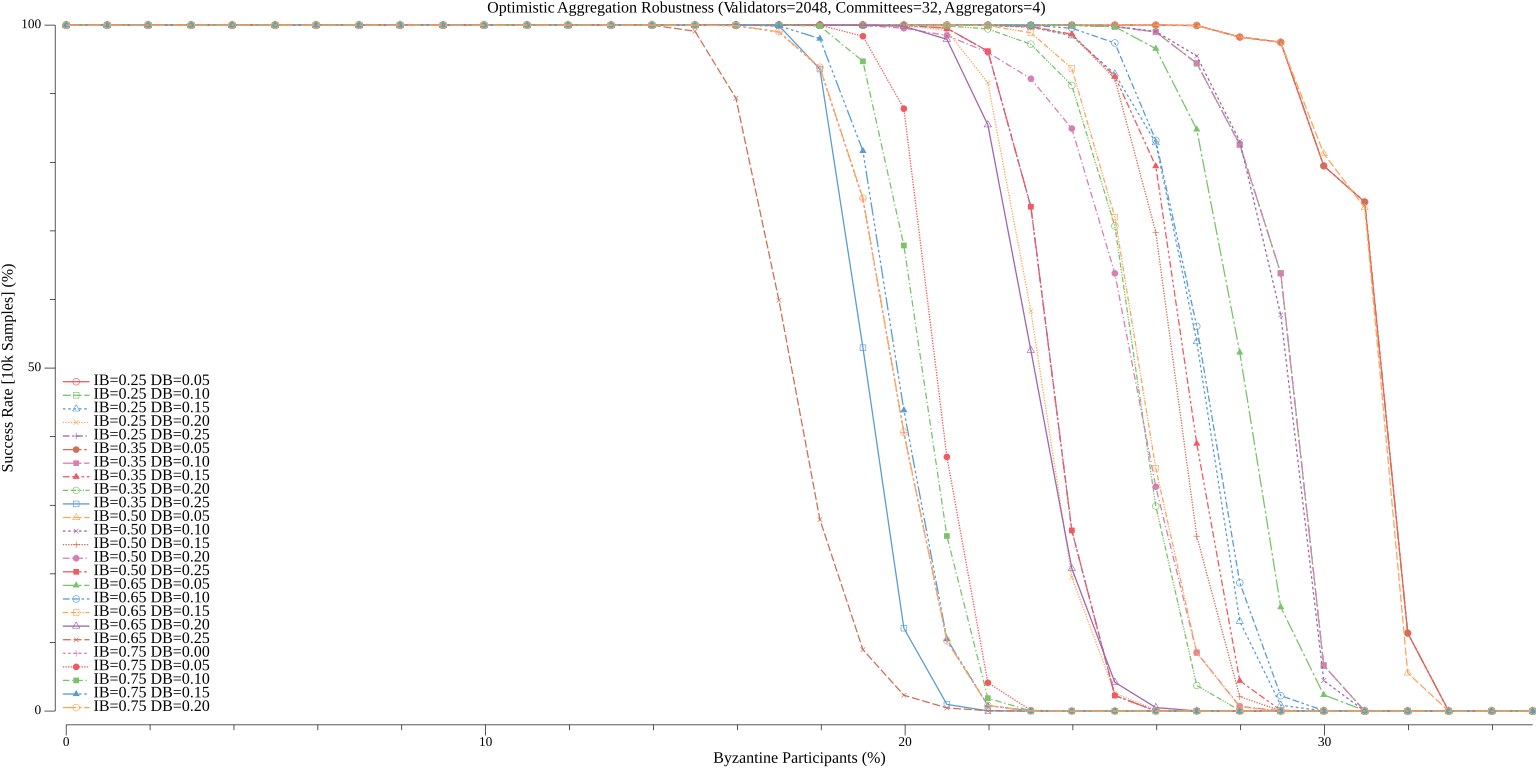 Optimistic Aggregation Robustness (Validators=2048, Committees=32, Aggregators=4)
100
50
0
Success Rate [10k Samples] (%)
IB=0.25 DB=0.05
IB=0.25 DB=0.10
IB=0.25 DB=0.15
IB=0.25 DB=0.20
IB=0.25 DB=0.25
IB=0.35 DB=0.05
IB=0.35 DB=0.10
IB=0.35 DB=0.15
IB=0.35 DB=0.20
IB=0.35 DB=0.25
IB=0.50 DB=0.05
IB=0.50 DB=0.10
IB=0.50 DB=0.15
IB=0.50 DB=0.20
IB=0.50 DB=0.25
IB=0.65 DB=0.05
IB=0.65 DB=0.10
IB=0.65 DB=0.15
IB=0.65 DB=0.20
IB=0.65 DB=0.25
IB=0.75 DB=0.00
IB=0.75 DB=0.05
IB=0.75 DB=0.10
IB=0.75 DB=0.15
IB=0.75 DB=0.20
0 10 20 30
Byzantine Participants (%)